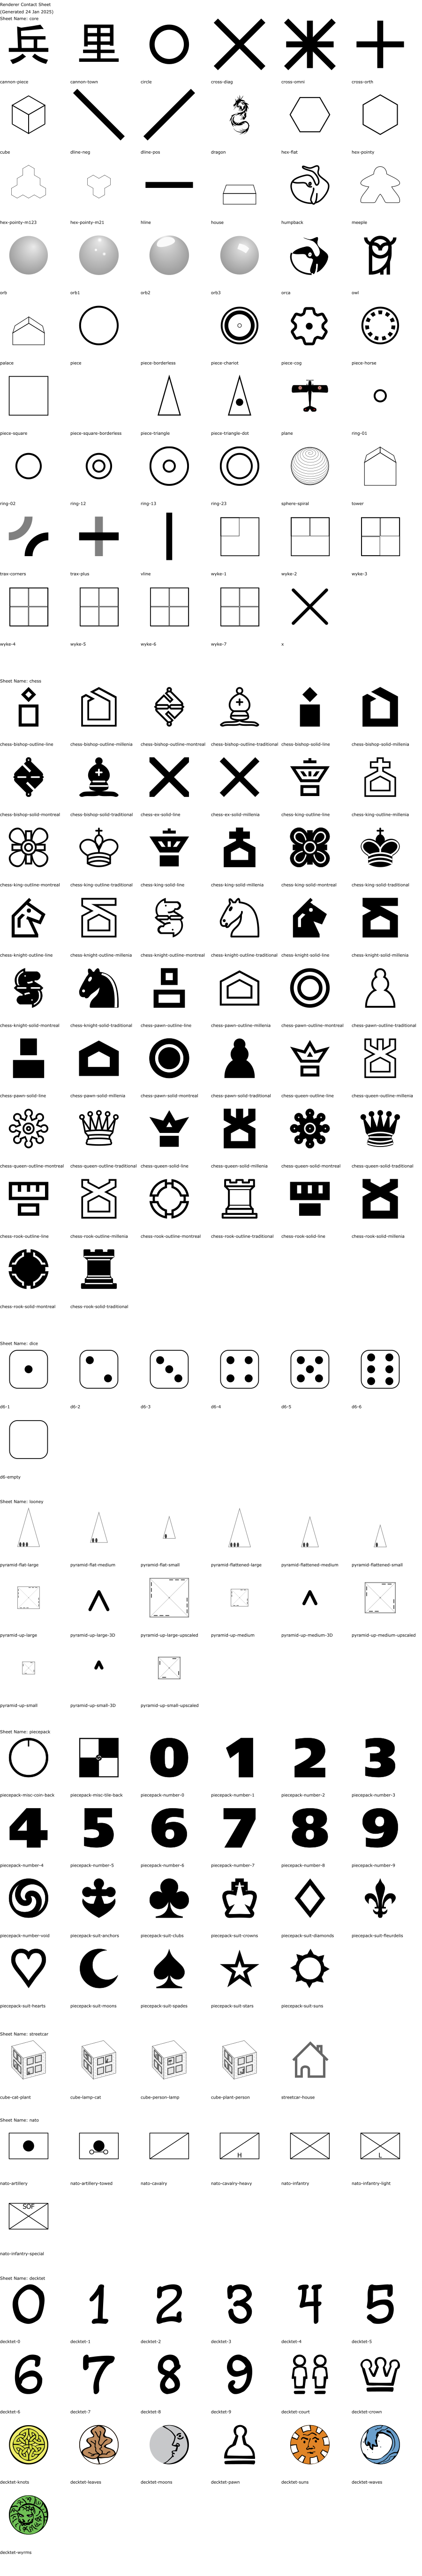 Renderer Contact Sheet
(Generated 24 Jan 2025)
Sheet Name: core
兵 里
cannon-piece cannon-town circle cross-diag cross-omni cross-orth
cube dline-neg dline-pos dragon hex-flat hex-pointy
hex-pointy-m123 hex-pointy-m21 hline house humpback meeple
orb orb1 orb2 orb3 orca owl
palace piece piece-borderless piece-chariot piece-cog piece-horse
piece-square piece-square-borderless piece-triangle piece-triangle-dot plane ring-01
ring-02 ring-12 ring-13 ring-23 sphere-spiral tower
trax-corners trax-plus vline wyke-1 wyke-2 wyke-3
wyke-4 wyke-5 wyke-6 wyke-7 x
Sheet Name: chess
chess-bishop-outline-line chess-bishop-outline-millenia chess-bishop-outline-montreal chess-bishop-outline-traditional chess-bishop-solid-line chess-bishop-solid-millenia
chess-bishop-solid-montreal chess-bishop-solid-traditional chess-ex-solid-line chess-ex-solid-millenia chess-king-outline-line chess-king-outline-millenia
chess-king-outline-montreal chess-king-outline-traditional chess-king-solid-line chess-king-solid-millenia chess-king-solid-montreal chess-king-solid-traditional
chess-knight-outline-line chess-knight-outline-millenia chess-knight-outline-montreal chess-knight-outline-traditional chess-knight-solid-line chess-knight-solid-millenia
chess-knight-solid-montreal chess-knight-solid-traditional chess-pawn-outline-line chess-pawn-outline-millenia chess-pawn-outline-montreal chess-pawn-outline-traditional
chess-pawn-solid-line chess-pawn-solid-millenia chess-pawn-solid-montreal chess-pawn-solid-traditional chess-queen-outline-line chess-queen-outline-millenia
chess-queen-outline-montreal chess-queen-outline-traditional chess-queen-solid-line chess-queen-solid-millenia chess-queen-solid-montreal chess-queen-solid-traditional
chess-rook-outline-line chess-rook-outline-millenia chess-rook-outline-montreal chess-rook-outline-traditional chess-rook-solid-line chess-rook-solid-millenia
chess-rook-solid-montreal chess-rook-solid-traditional
Sheet Name: dice
d6-1 d6-2 d6-3 d6-4 d6-5 d6-6
d6-empty
Sheet Name: looney
pyramid-flat-large pyramid-flat-medium pyramid-flat-small pyramid-flattened-large pyramid-flattened-medium pyramid-flattened-small
pyramid-up-large pyramid-up-large-3D pyramid-up-large-upscaled pyramid-up-medium pyramid-up-medium-3D pyramid-up-medium-upscaled
pyramid-up-small pyramid-up-small-3D pyramid-up-small-upscaled
Sheet Name: piecepack
0 1 2 3
piecepack-misc-coin-back piecepack-misc-tile-back piecepack-number-0 piecepack-number-1 piecepack-number-2 piecepack-number-3
4 5 6 7 8 9
piecepack-number-4 piecepack-number-5 piecepack-number-6 piecepack-number-7 piecepack-number-8 piecepack-number-9
piecepack-number-void piecepack-suit-anchors piecepack-suit-clubs piecepack-suit-crowns piecepack-suit-diamonds piecepack-suit-fleurdelis
piecepack-suit-hearts piecepack-suit-moons piecepack-suit-spades piecepack-suit-stars piecepack-suit-suns
Sheet Name: streetcar
cube-cat-plant cube-lamp-cat cube-person-lamp cube-plant-person streetcar-house
Sheet Name: nato
H L
nato-artillery nato-artillery-towed nato-cavalry nato-cavalry-heavy nato-infantry nato-infantry-light
SOF
nato-infantry-special
Sheet Name: decktet
0 1 2 3 4 5
decktet-0 decktet-1 decktet-2 decktet-3 decktet-4 decktet-5
6 7 8 9
decktet-6 decktet-7 decktet-8 decktet-9 decktet-court decktet-crown
decktet-knots decktet-leaves decktet-moons decktet-pawn decktet-suns decktet-waves
decktet-wyrms